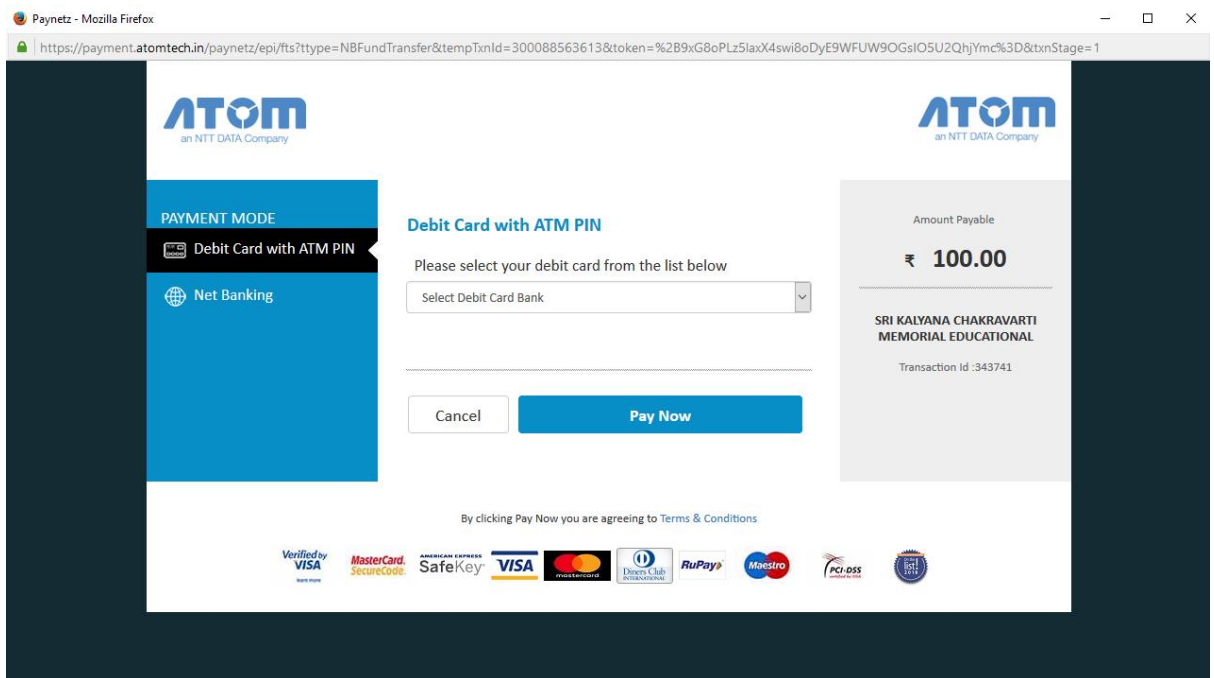 Paynetz - Mozilla Firefox
https://payment.atomtech.in/paynetz/epi/fts?ttype=NBFundTransfer&tempTxnId=300088563613&token=%2B9xG8oPLz5laxX4swi8oDyE9WFUW9OGsIO5U2QhjYmc%3D&txnStage=1
ATOM
an NTT DATA Company
ATOM
an NTT DATA Company
PAYMENT MODE
Debit Card with ATM PIN
Net Banking
Debit Card with ATM PIN
Please select your debit card from the list below
Select Debit Card Bank
Cancel
Pay Now
Amount Payable
₹ 100.00
SRI KALYANA CHAKRAVARTI
MEMORIAL EDUCATIONAL
Transaction Id :343741
By clicking Pay Now you are agreeing to Terms & Conditions
Verified by
VISA
learn more
MasterCard.
SecureCode.
AMERICAN EXPRESS
SafeKey
VISA
mastercard
Diners Club
INTERNATIONAL
RuPay
Maestro
PCI-DSS
list!